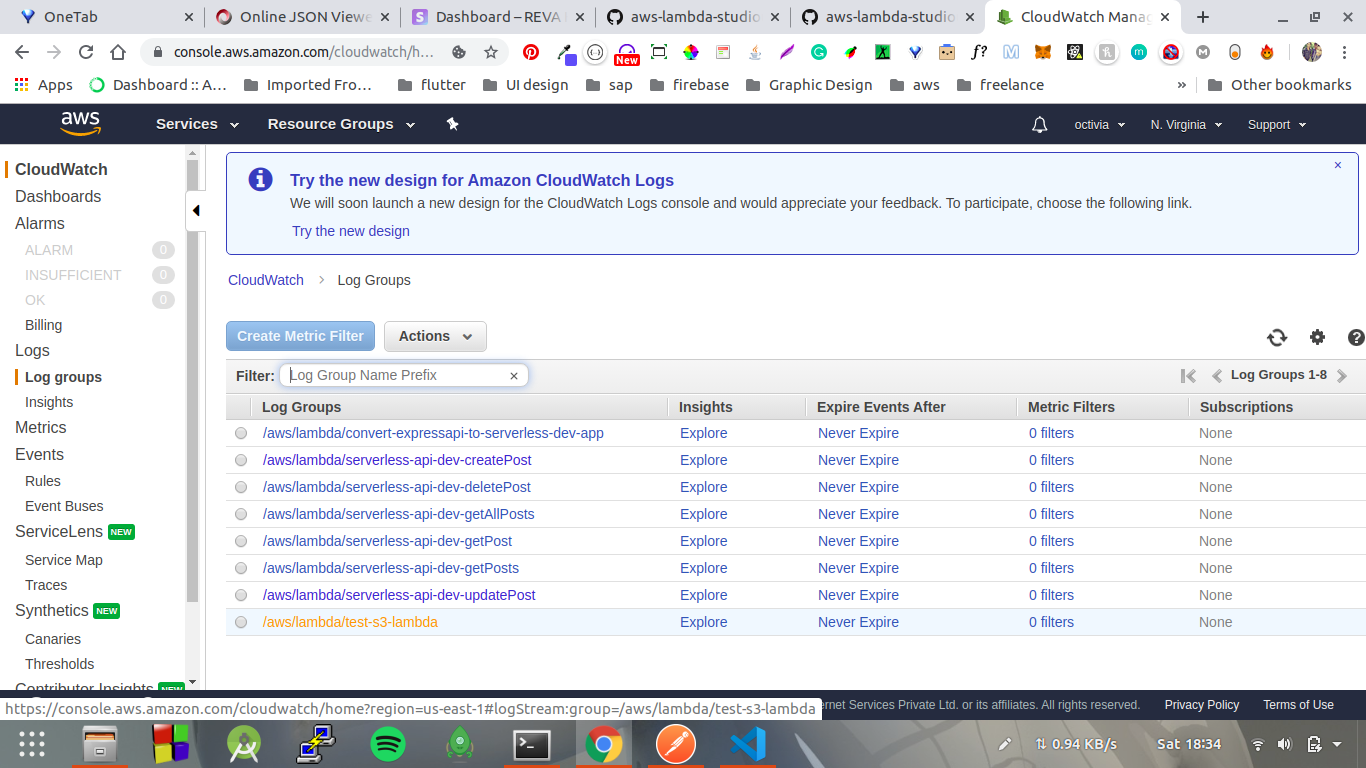 OneTab
Online JSON Viewe
Dashboard – REVA
aws-lambda-studio
aws-lambda-studio
CloudWatch Manag
console.aws.amazon.com/cloudwatch/h...
New
Apps
Dashboard :: A...
Imported Fro...
flutter
UI design
sap
firebase
Graphic Design
aws
freelance
»
Other bookmarks
aws
Services
Resource Groups
octivia
N. Virginia
Support
CloudWatch
Dashboards
Alarms
ALARM 0
INSUFFICIENT 0
OK 0
Billing
Logs
Log groups
Insights
Metrics
Events
Rules
Event Buses
ServiceLens NEW
Service Map
Traces
Synthetics NEW
Canaries
Thresholds
Contributor Insights NEW
Try the new design for Amazon CloudWatch Logs
We will soon launch a new design for the CloudWatch Logs console and would appreciate your feedback. To participate, choose the following link.
Try the new design
CloudWatch > Log Groups
Create Metric Filter
Actions
Filter: Log Group Name Prefix
Log Groups 1-8
Log Groups Insights Expire Events After Metric Filters Subscriptions
/aws/lambda/convert-expressapi-to-serverless-dev-app Explore Never Expire 0 filters None
/aws/lambda/serverless-api-dev-createPost Explore Never Expire 0 filters None
/aws/lambda/serverless-api-dev-deletePost Explore Never Expire 0 filters None
/aws/lambda/serverless-api-dev-getAllPosts Explore Never Expire 0 filters None
/aws/lambda/serverless-api-dev-getPost Explore Never Expire 0 filters None
/aws/lambda/serverless-api-dev-getPosts Explore Never Expire 0 filters None
/aws/lambda/serverless-api-dev-updatePost Explore Never Expire 0 filters None
/aws/lambda/test-s3-lambda Explore Never Expire 0 filters None
https://console.aws.amazon.com/cloudwatch/home?region=us-east-1#logStream:group=/aws/lambda/test-s3-lambda
ernet Services Private Ltd. or its affiliates. All rights reserved.
Privacy Policy
Terms of Use
0.94 KB/s
Sat 18:34